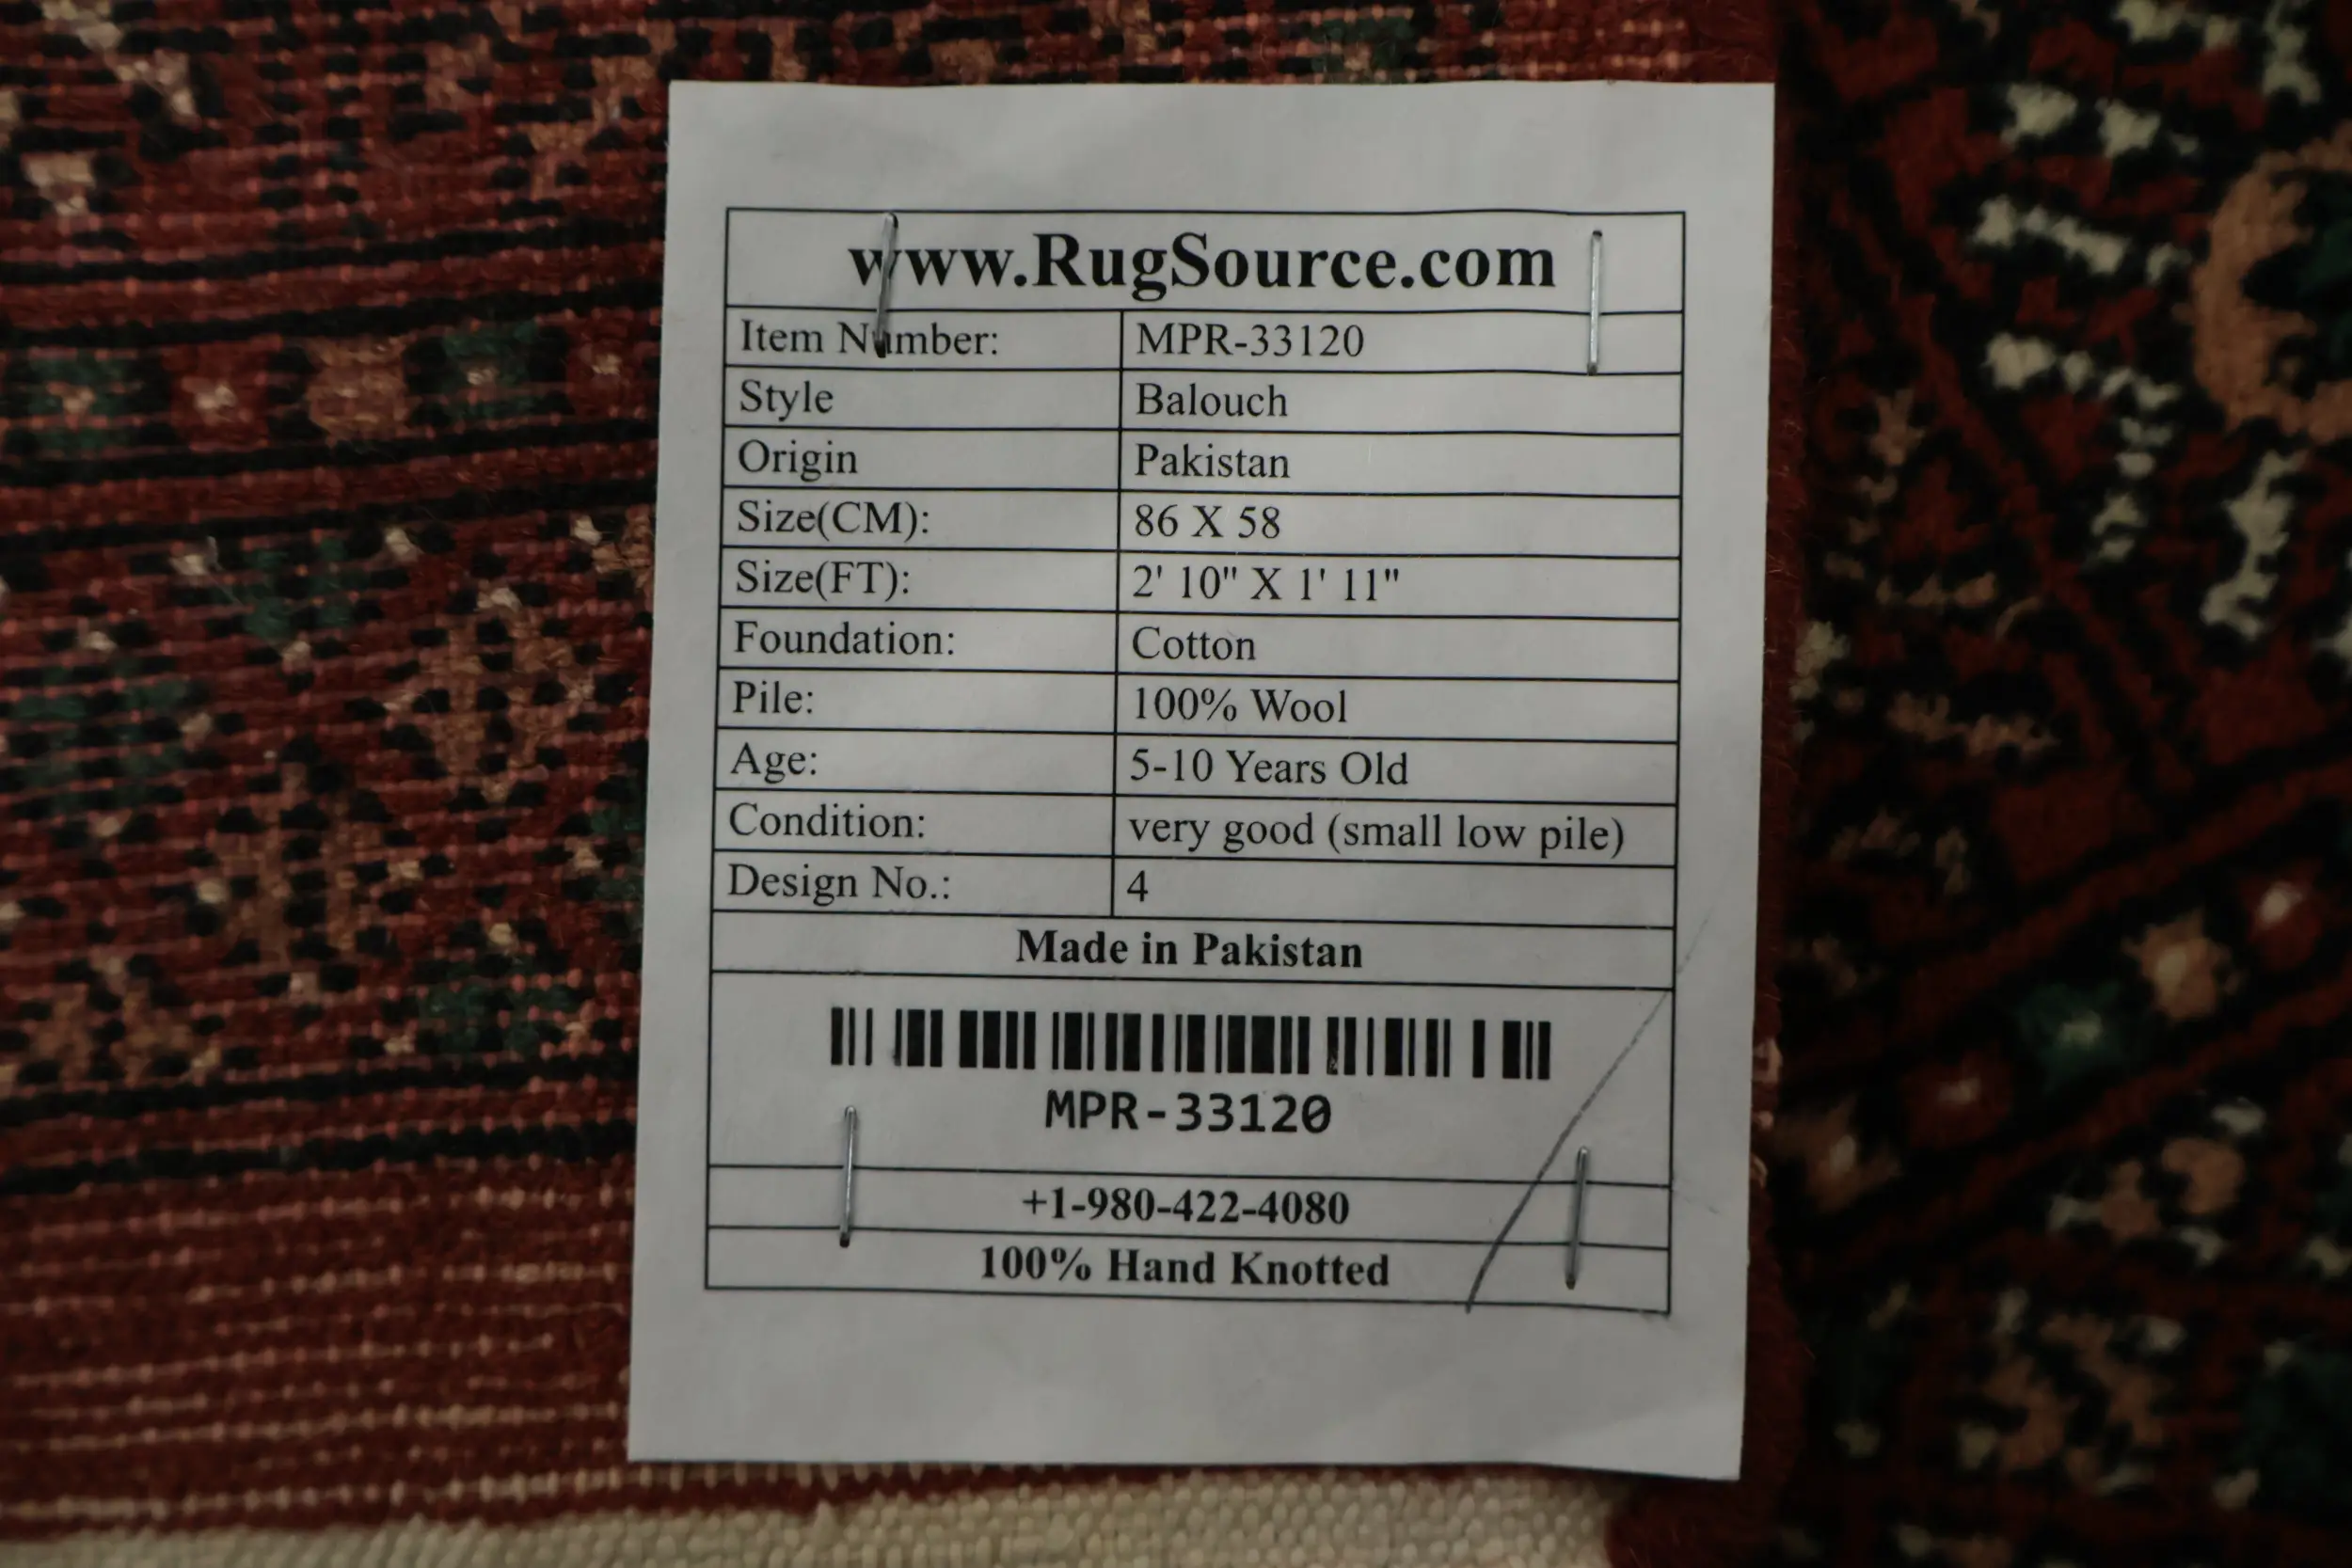 www.RugSource.com
Item Number: MPR-33120
Style Balouch
Origin Pakistan
Size(CM): 86 X 58
Size(FT): 2' 10" X 1' 11"
Foundation: Cotton
Pile: 100% Wool
Age: 5-10 Years Old
Condition: very good (small low pile)
Design No.: 4
Made in Pakistan
MPR-33120
+1-980-422-4080
100% Hand Knotted